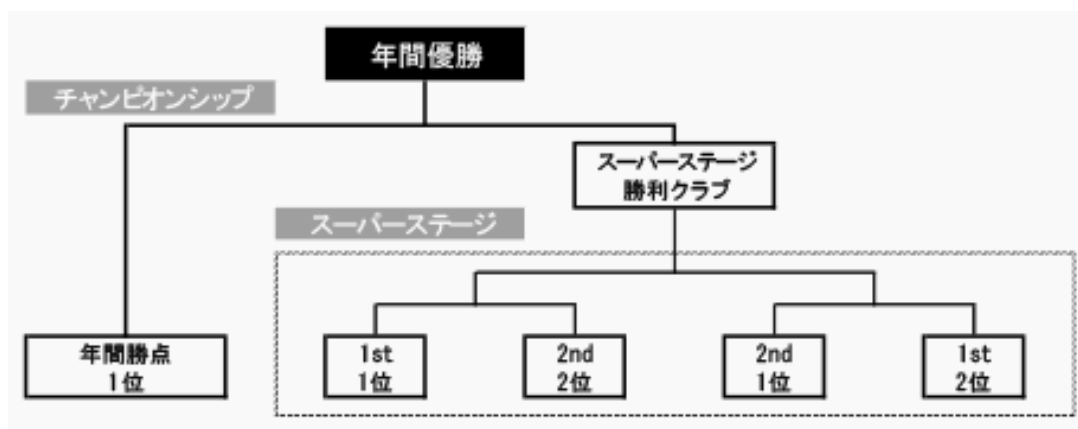 年間優勝
チャンピオンシップ
スーパーステージ
勝利クラブ
スーパーステージ
年間勝点
1位
1st
1位
2nd
2位
2nd
1位
1st
2位